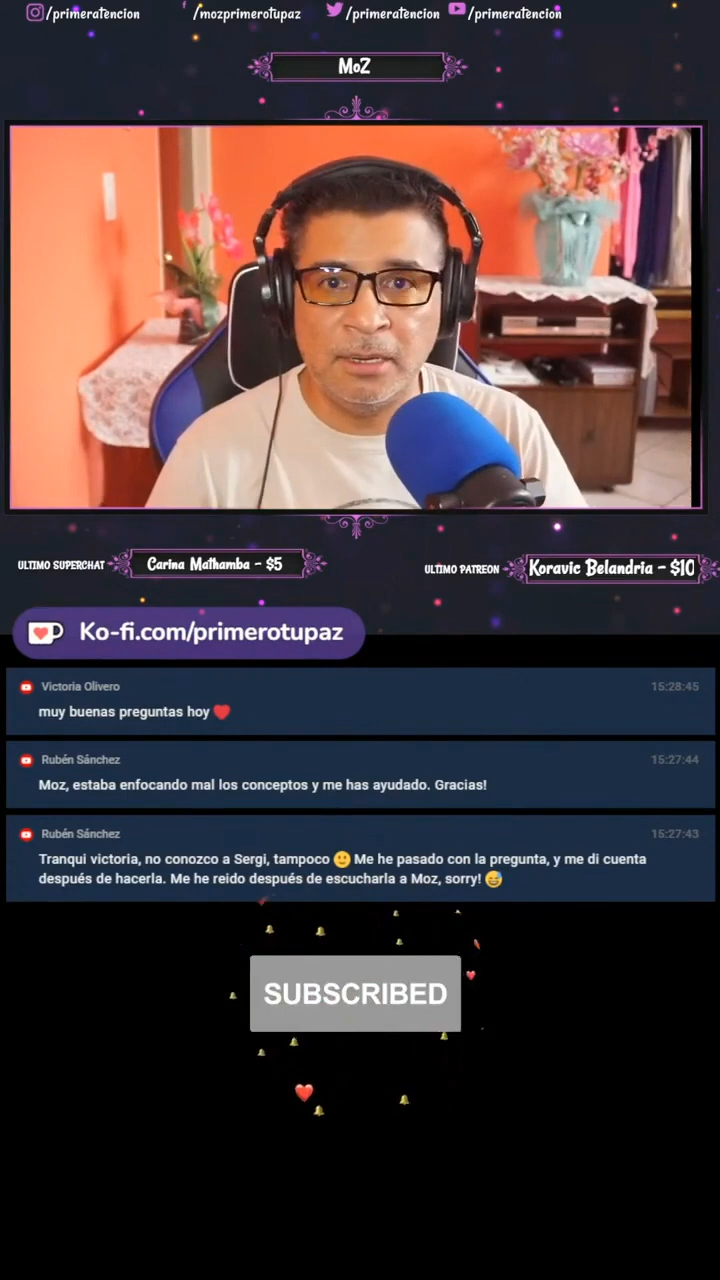 /primeratencion /mozprimerotupaz /primeratencion /primeratencion
MoZ
ULTIMO SUPERCHAT Carina Mathamba - $5 ULTIMO PATREON Koravic Belandria - $10
Ko-fi.com/primerotupaz
Victoria Olivero 15:28:45
muy buenas preguntas hoy ❤️
Rubén Sánchez 15:27:44
Moz, estaba enfocando mal los conceptos y me has ayudado. Gracias!
Rubén Sánchez 15:27:43
Tranqui victoria, no conozco a Sergi, tampoco 🙂 Me he pasado con la pregunta, y me di cuenta
después de hacerla. Me he reido después de escucharla a Moz, sorry! 😅
SUBSCRIBED